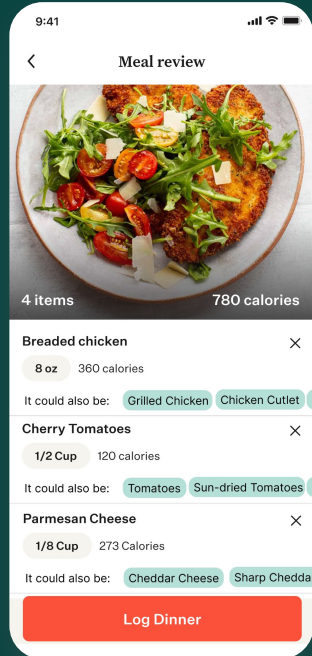 9:41
Meal review
4 items 780 calories
Breaded chicken
8 oz 360 calories
It could also be: Grilled Chicken Chicken Cutlet
Cherry Tomatoes
1/2 Cup 120 calories
It could also be: Tomatoes Sun-dried Tomatoes
Parmesan Cheese
1/8 Cup 273 Calories
It could also be: Cheddar Cheese Sharp Chedda
Log Dinner